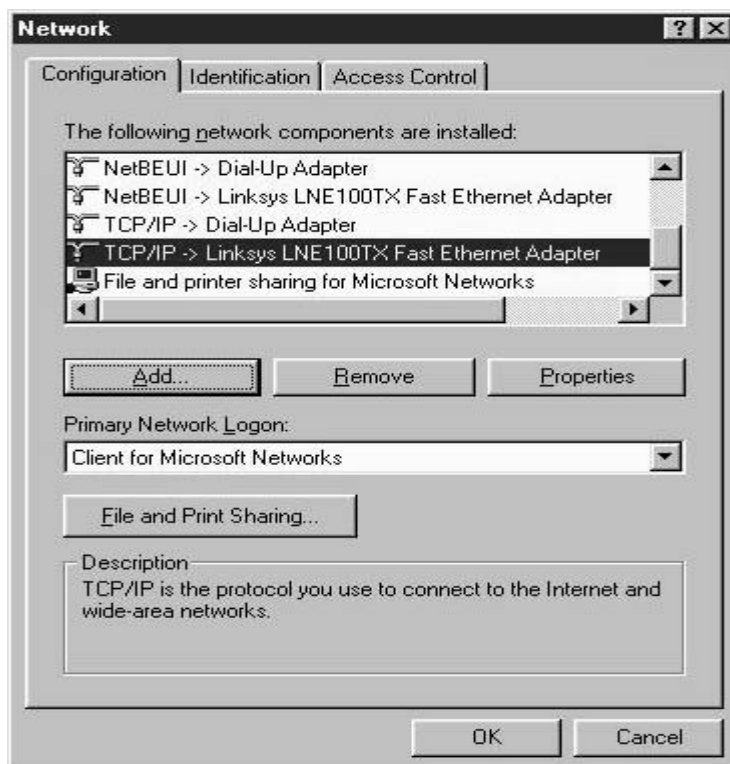 Network
Configuration Identification Access Control
The following network components are installed:
NetBEUI -> Dial-Up Adapter
NetBEUI -> Linksys LNE100TX Fast Ethernet Adapter
TCP/IP -> Dial-Up Adapter
TCP/IP -> Linksys LNE100TX Fast Ethernet Adapter
File and printer sharing for Microsoft Networks
Add... Remove Properties
Primary Network Logon:
Client for Microsoft Networks
File and Print Sharing...
Description
TCP/IP is the protocol you use to connect to the Internet and
wide-area networks.
OK Cancel